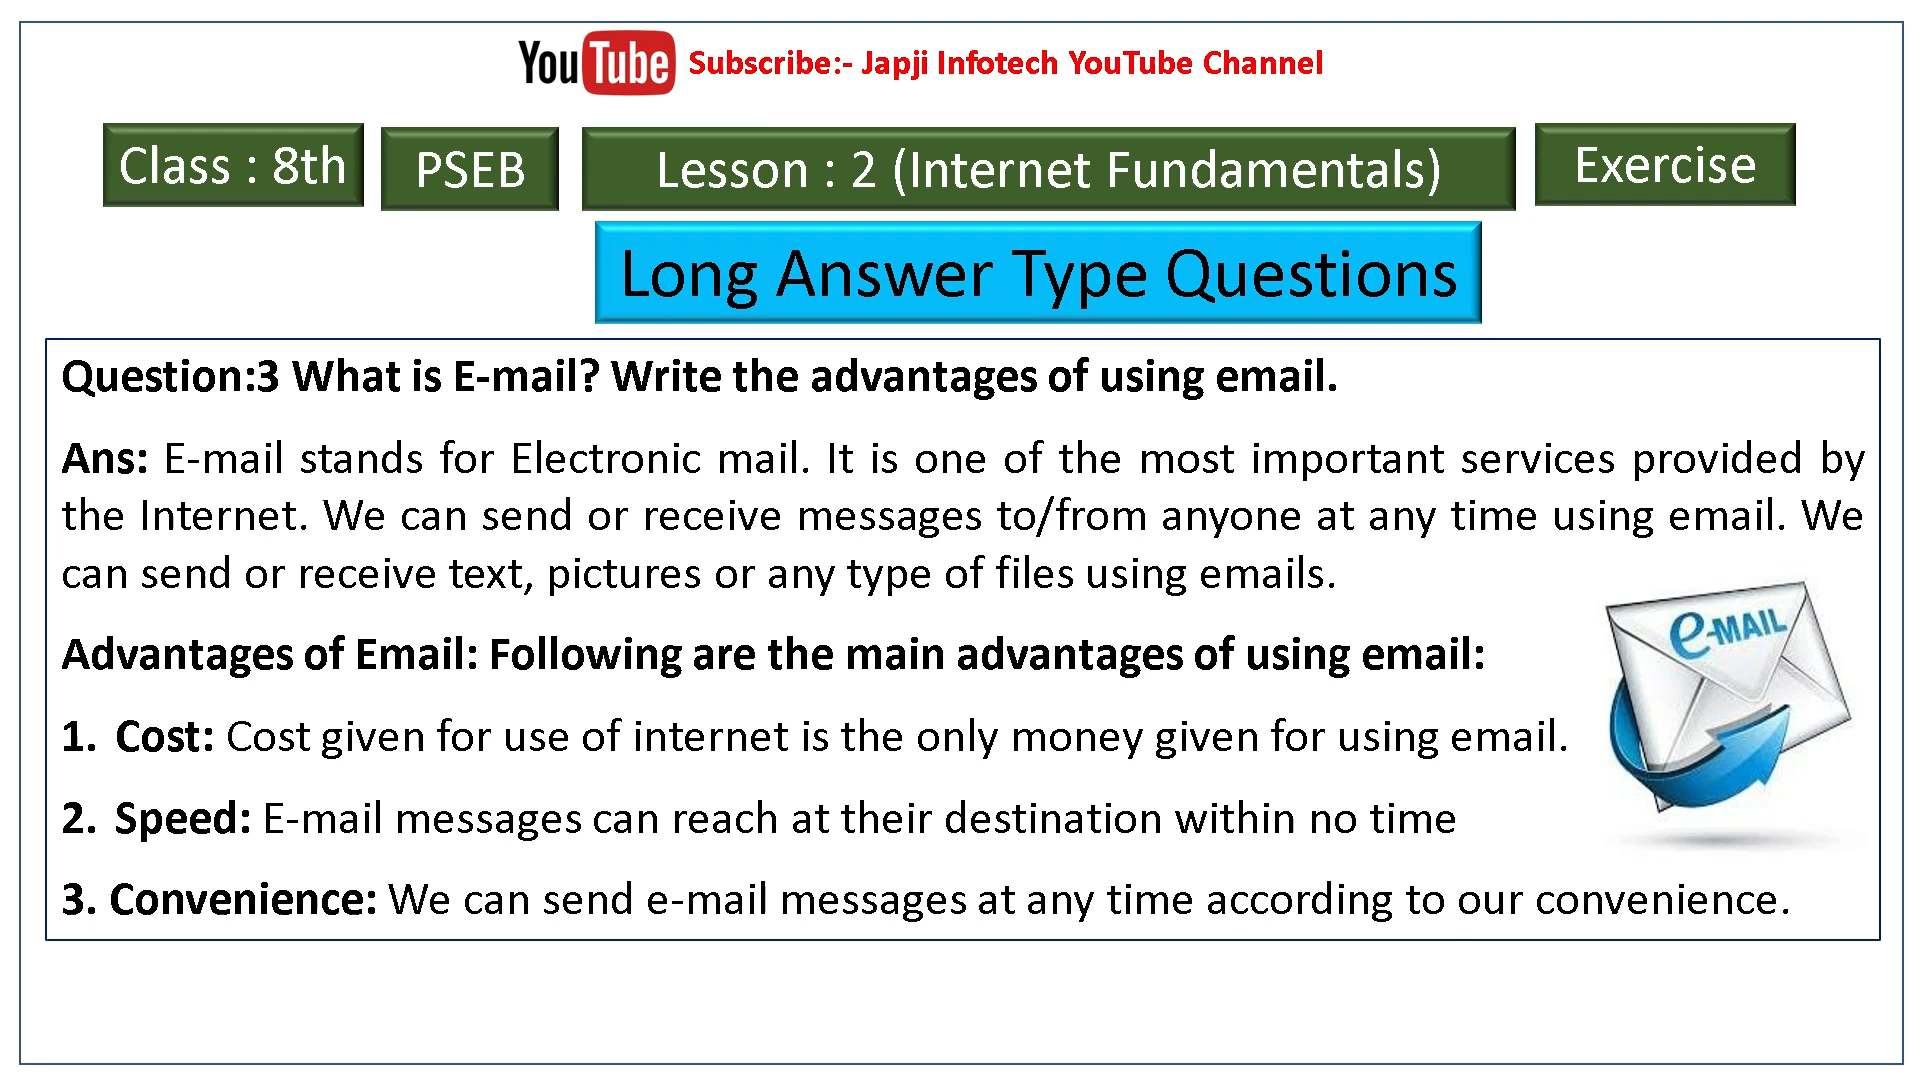 YouTube Subscribe:- Japji Infotech YouTube Channel
Class : 8th PSEB Lesson : 2 (Internet Fundamentals) Exercise
Long Answer Type Questions
Question:3 What is E-mail? Write the advantages of using email.
Ans: E-mail stands for Electronic mail. It is one of the most important services provided by
the Internet. We can send or receive messages to/from anyone at any time using email. We
can send or receive text, pictures or any type of files using emails.
e-MAIL
Advantages of Email: Following are the main advantages of using email:
1. Cost: Cost given for use of internet is the only money given for using email.
2. Speed: E-mail messages can reach at their destination within no time
3. Convenience: We can send e-mail messages at any time according to our convenience.